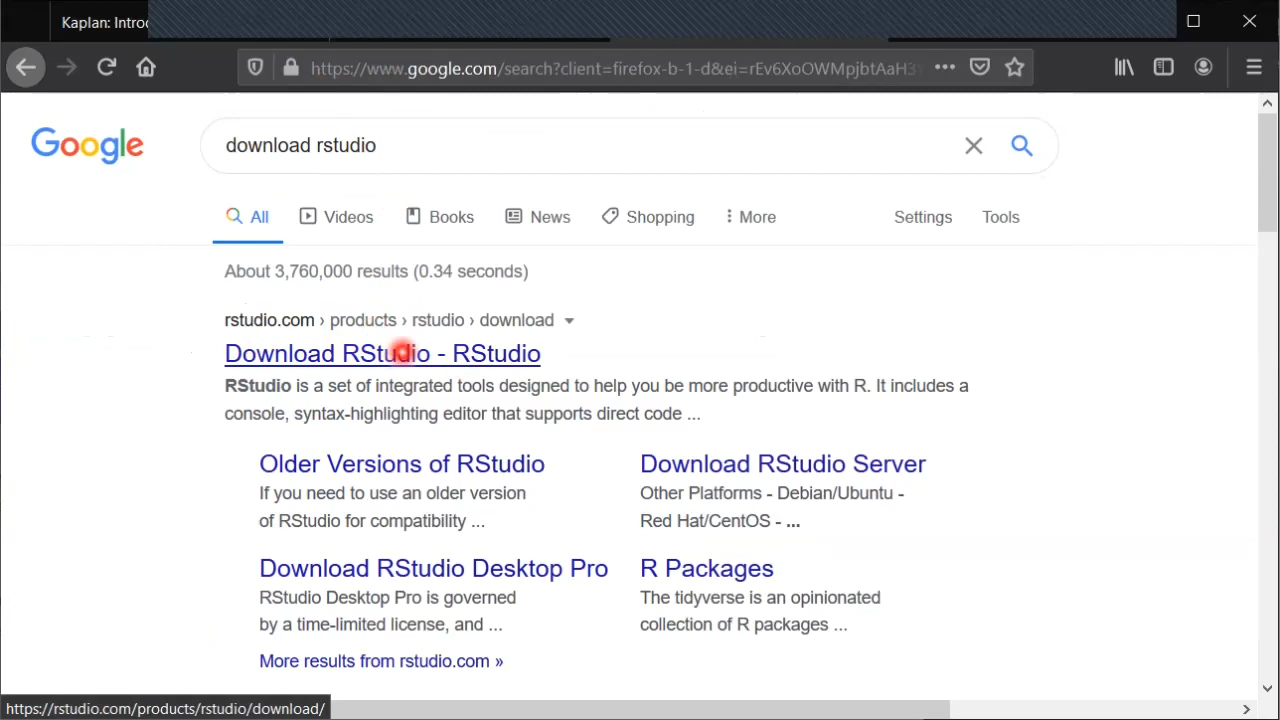 Kaplan: Introd
https://www.google.com/search?client=firefox-b-1-d&ei=rEv6XoOWMpjbtAaH3
Google
download rstudio
All Videos Books News Shopping More Settings Tools
About 3,760,000 results (0.34 seconds)
rstudio.com › products › rstudio › download
Download RStudio - RStudio
RStudio is a set of integrated tools designed to help you be more productive with R. It includes a
console, syntax-highlighting editor that supports direct code ...
Older Versions of RStudio
If you need to use an older version
of RStudio for compatibility ...
Download RStudio Server
Other Platforms - Debian/Ubuntu -
Red Hat/CentOS - ...
Download RStudio Desktop Pro
RStudio Desktop Pro is governed
by a time-limited license, and ...
R Packages
The tidyverse is an opinionated
collection of R packages ...
More results from rstudio.com »
https://rstudio.com/products/rstudio/download/